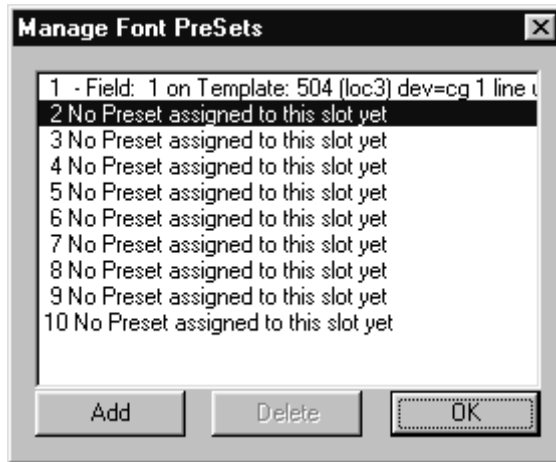 Manage Font PreSets
1 - Field: 1 on Template: 504 (loc3) dev=cg 1 line
2 No Preset assigned to this slot yet
3 No Preset assigned to this slot yet
4 No Preset assigned to this slot yet
5 No Preset assigned to this slot yet
6 No Preset assigned to this slot yet
7 No Preset assigned to this slot yet
8 No Preset assigned to this slot yet
9 No Preset assigned to this slot yet
10 No Preset assigned to this slot yet
Add Delete OK